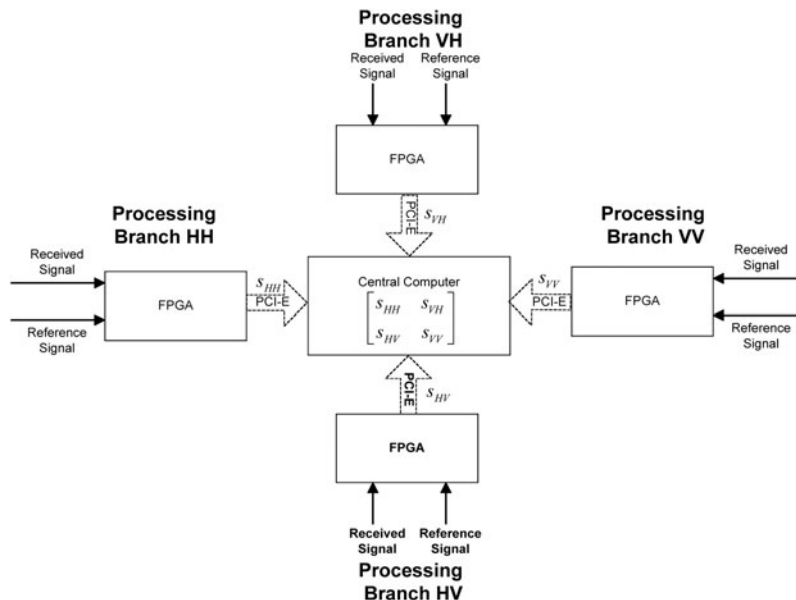 Processing
Branch VH
Received
Signal
Reference
Signal
FPGA
PCI-E
S_VH
Processing
Branch HH
Received
Signal
Reference
Signal
FPGA
S_HH
PCI-E
Central Computer
S_HH S_VH
S_HV S_VV
S_VV
PCI-E
Processing
Branch VV
FPGA
Received
Signal
Reference
Signal
PCI-E
S_HV
FPGA
Received
Signal
Reference
Signal
Processing
Branch HV